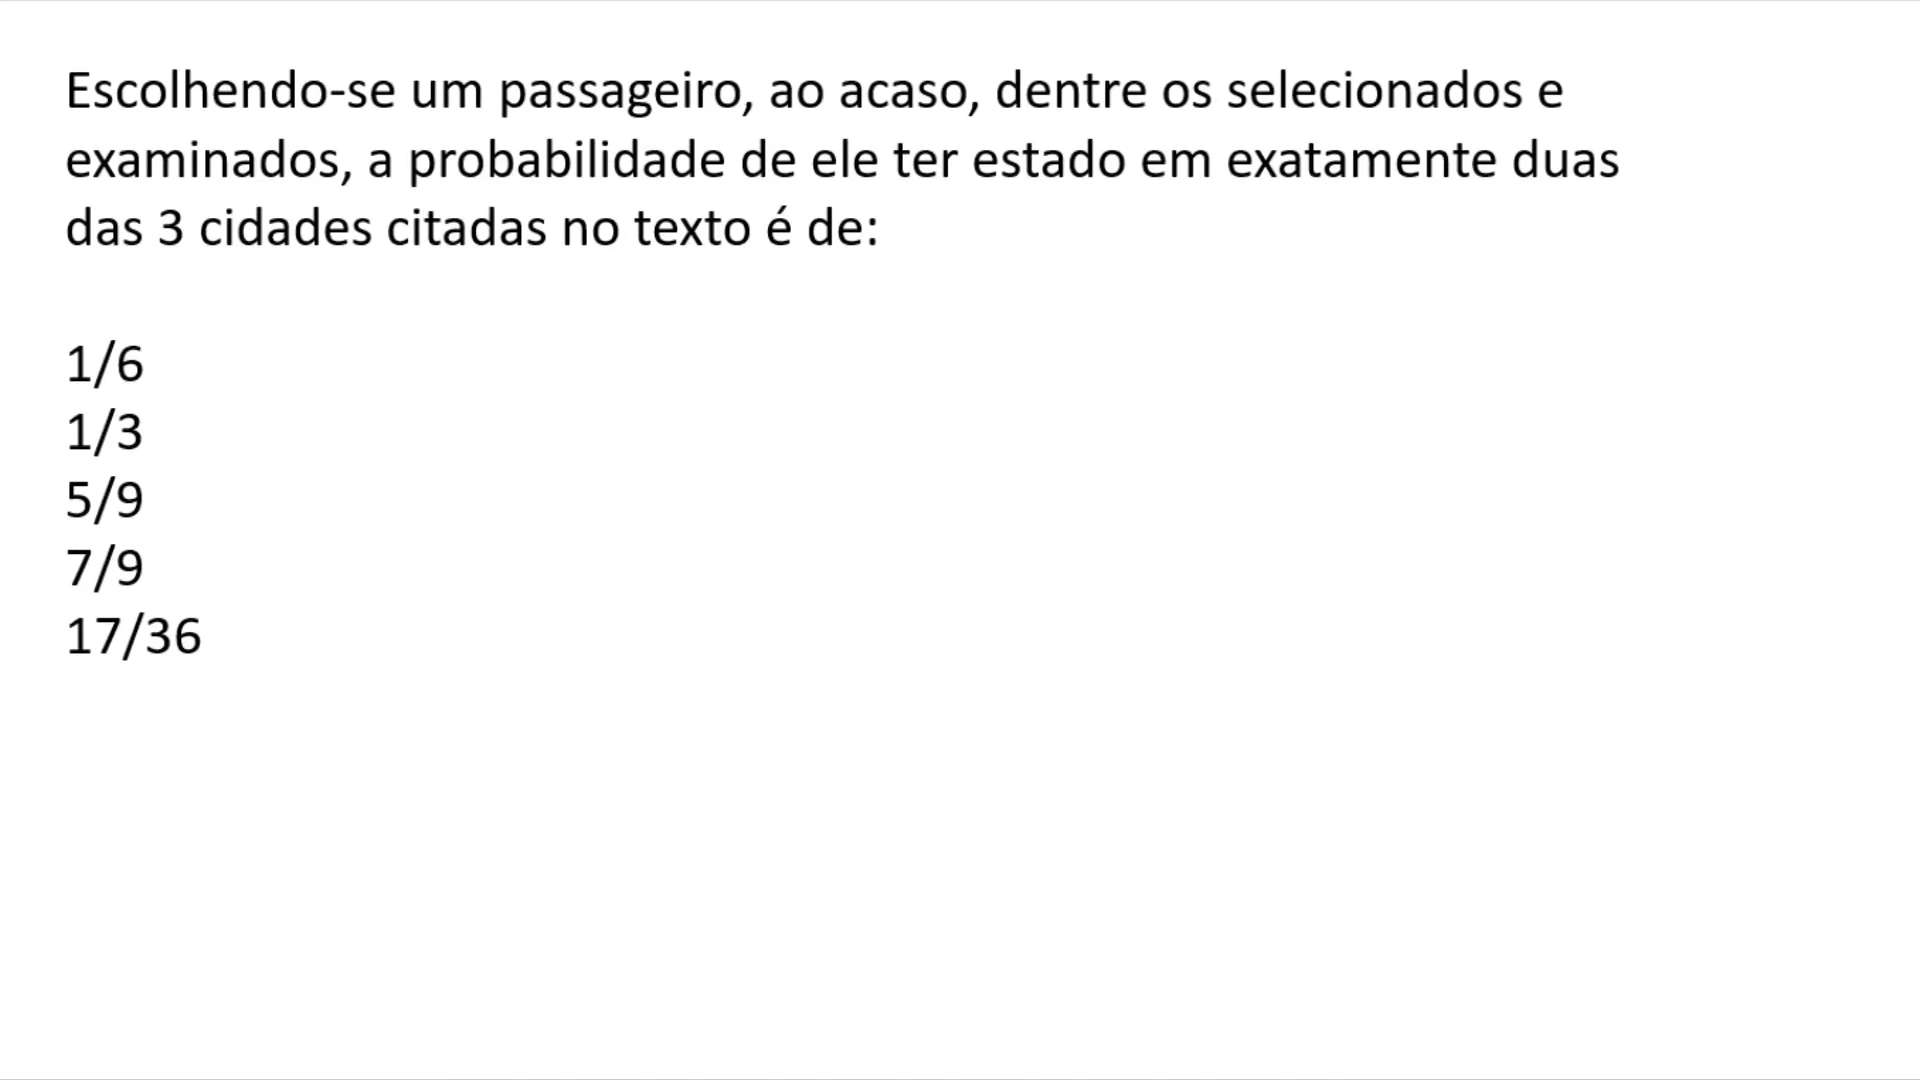 Escolhendo-se um passageiro, ao acaso, dentre os selecionados e
examinados, a probabilidade de ele ter estado em exatamente duas
das 3 cidades citadas no texto é de:
1/6
1/3
5/9
7/9
17/36